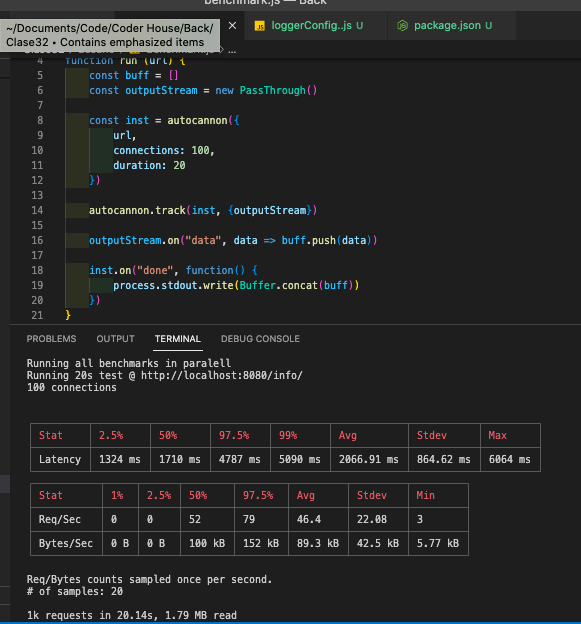 benchmark.js — Back
~/Documents/Code/Coder House/Back/
Clase32 • Contains emphasized items
loggerConfig..js U
package.json U
...
4 function run (url) {
5 const buff = []
6 const outputStream = new PassThrough()
7
8 const inst = autocannon({
9 url,
10 connections: 100,
11 duration: 20
12 })
13
14 autocannon.track(inst, {outputStream})
15
16 outputStream.on("data", data => buff.push(data))
17
18 inst.on("done", function() {
19 process.stdout.write(Buffer.concat(buff))
20 })
21 }
PROBLEMS OUTPUT TERMINAL DEBUG CONSOLE
Running all benchmarks in paralell
Running 20s test @ http://localhost:8080/info/
100 connections
Stat 2.5% 50% 97.5% 99% Avg Stdev Max
Latency 1324 ms 1710 ms 4787 ms 5090 ms 2066.91 ms 864.62 ms 6064 ms
Stat 1% 2.5% 50% 97.5% Avg Stdev Min
Req/Sec 0 0 52 79 46.4 22.08 3
Bytes/Sec 0 B 0 B 100 kB 152 kB 89.3 kB 42.5 kB 5.77 kB
Req/Bytes counts sampled once per second.
# of samples: 20
1k requests in 20.14s, 1.79 MB read